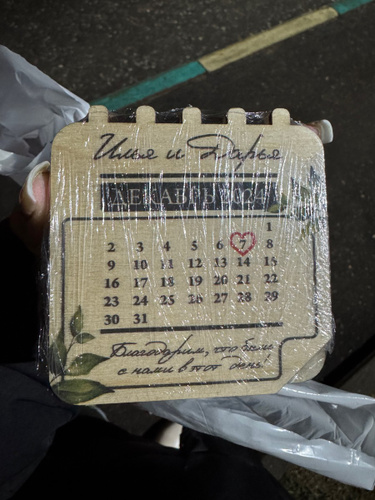 Илья и Дарья
ДЕКАБРЬ 2024
1
2 3 4 5 6 7 8
9 10 11 12 13 14 15
16 17 18 19 20 21 22
23 24 25 26 27 28 29
30 31
Благодарим, что были
с нами в этот день!